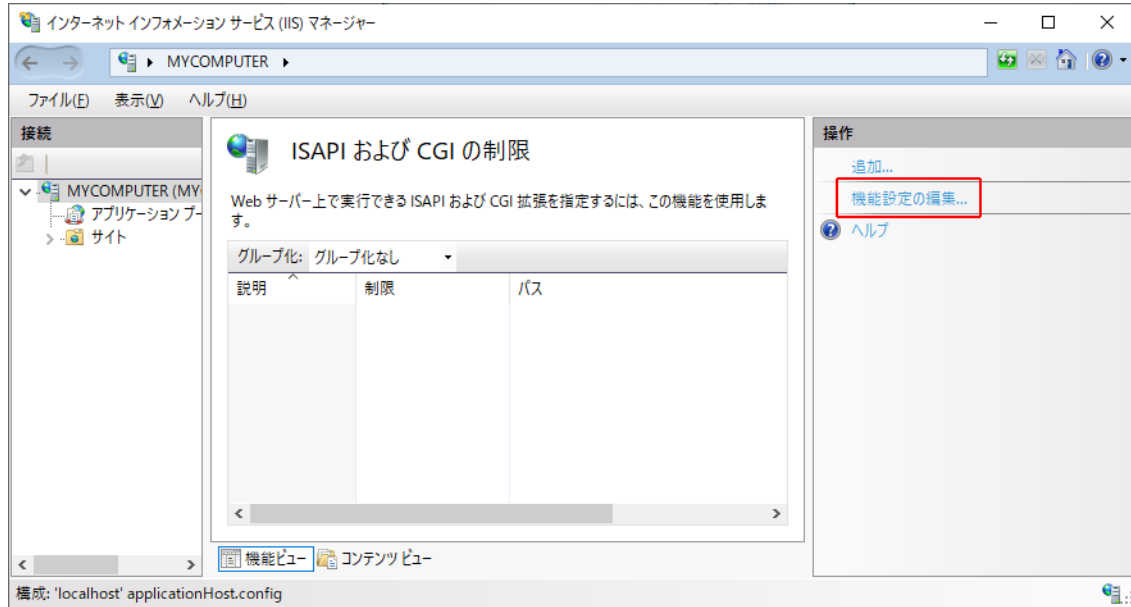 インターネット インフォメーション サービス (IIS) マネージャー
MYCOMPUTER
ファイル(F) 表示(V) ヘルプ(H)
接続
MYCOMPUTER (MY
アプリケーション プー
サイト
ISAPI および CGI の制限
Web サーバー上で実行できる ISAPI および CGI 拡張を指定するには、この機能を使用しま
す。
グループ化: グループ化なし
説明 制限 パス
機能ビュー コンテンツ ビュー
操作
追加...
機能設定の編集...
ヘルプ
構成: 'localhost' applicationHost.config